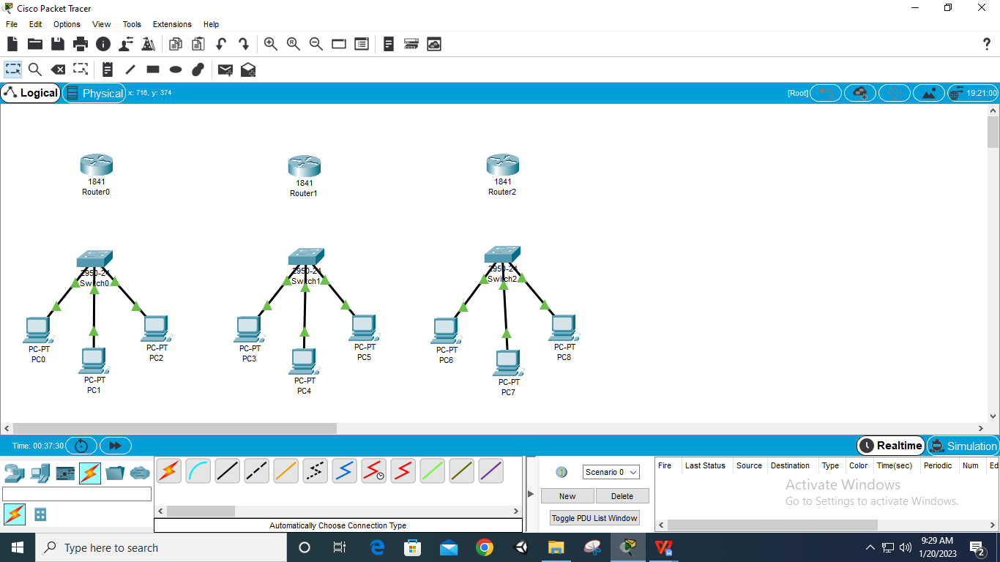 Cisco Packet Tracer
File Edit Options View Tools Extensions Help
Logical Physical x: 716, y: 374 [Root] 19:21:00
1841
Router0
1841
Router1
1841
Router2
2950-24
Switch0
2950-24
Switch1
2950-24
Switch2
PC-PT
PC0
PC-PT
PC1
PC-PT
PC2
PC-PT
PC3
PC-PT
PC4
PC-PT
PC5
PC-PT
PC6
PC-PT
PC7
PC-PT
PC8
Time: 00:37:30 Realtime Simulation
Scenario 0
New Delete
Toggle PDU List Window
Fire Last Status Source Destination Type Color Time(sec) Periodic Num Ed
Activate Windows
Go to Settings to activate Windows.
Automatically Choose Connection Type
Type here to search
9:29 AM
1/20/2023
2